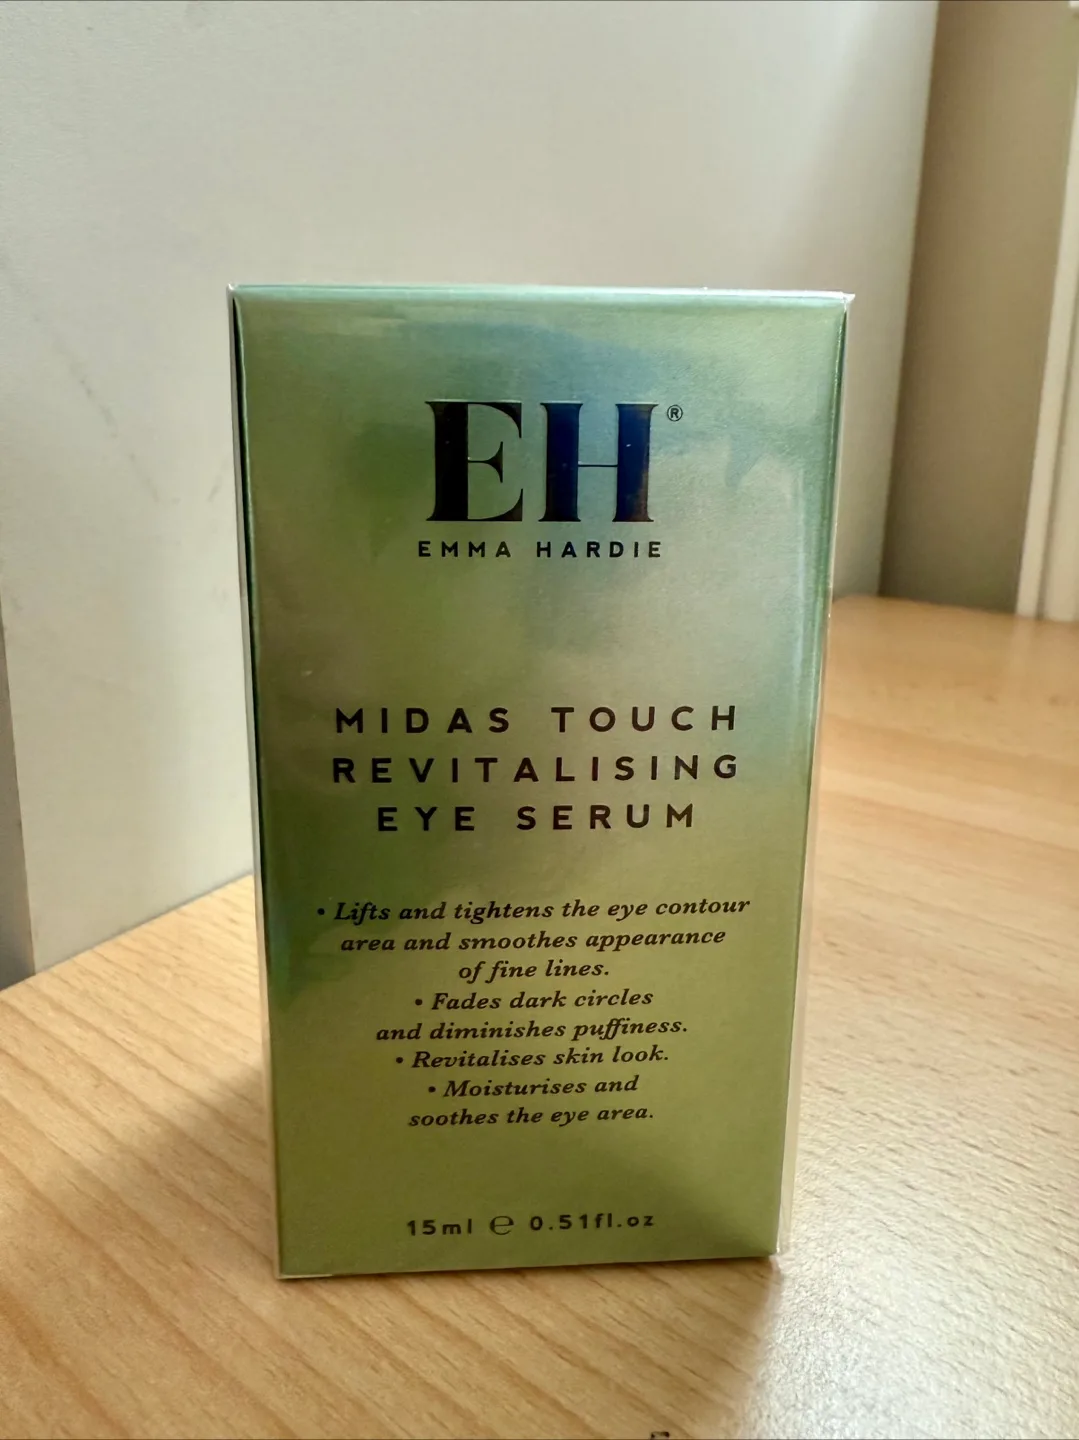 EH®
EMMA HARDIE
MIDAS TOUCH
REVITALISING
EYE SERUM
• Lifts and tightens the eye contour
area and smoothes appearance
of fine lines.
• Fades dark circles
and diminishes puffiness.
• Revitalises skin look.
• Moisturises and
soothes the eye area.
15ml ℮ 0.51fl.oz